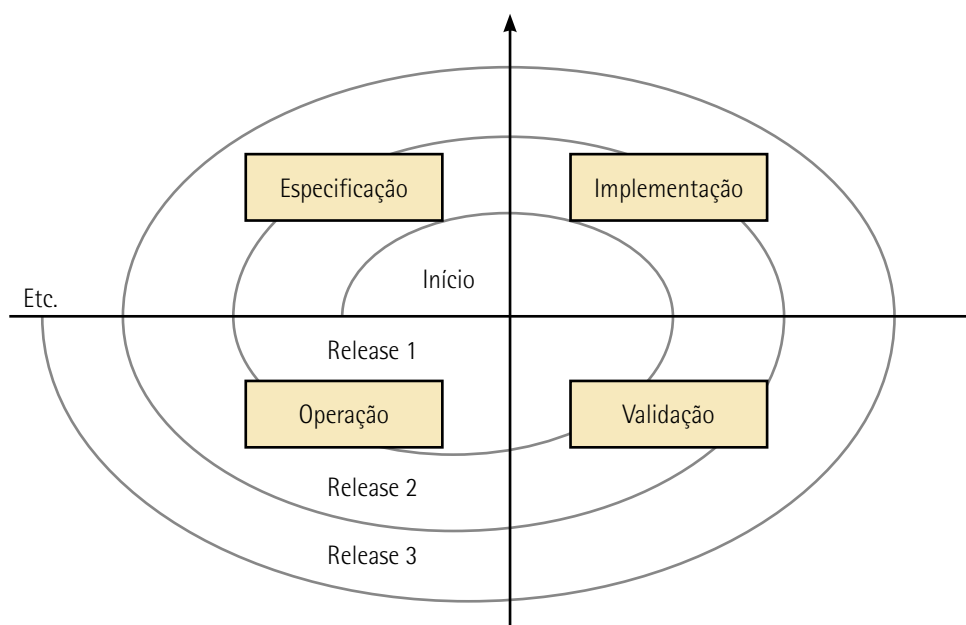 Especificação
Implementação
Início
Etc.
Release 1
Operação
Validação
Release 2
Release 3